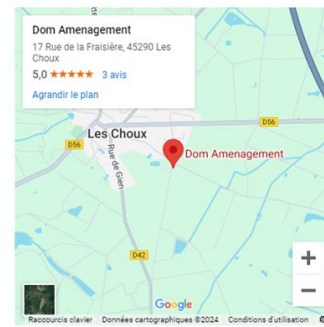 Dom Amenagement
17 Rue de la Fraisière, 45290 Les
Choux
5,0 ★★★★★ 3 avis
Agrandir le plan
D56
Les Choux
D56
Dom Amenagement
Rue de Gien
D42
Google
Raccourcis clavier Données cartographiques ©2024 Conditions d'utilisation